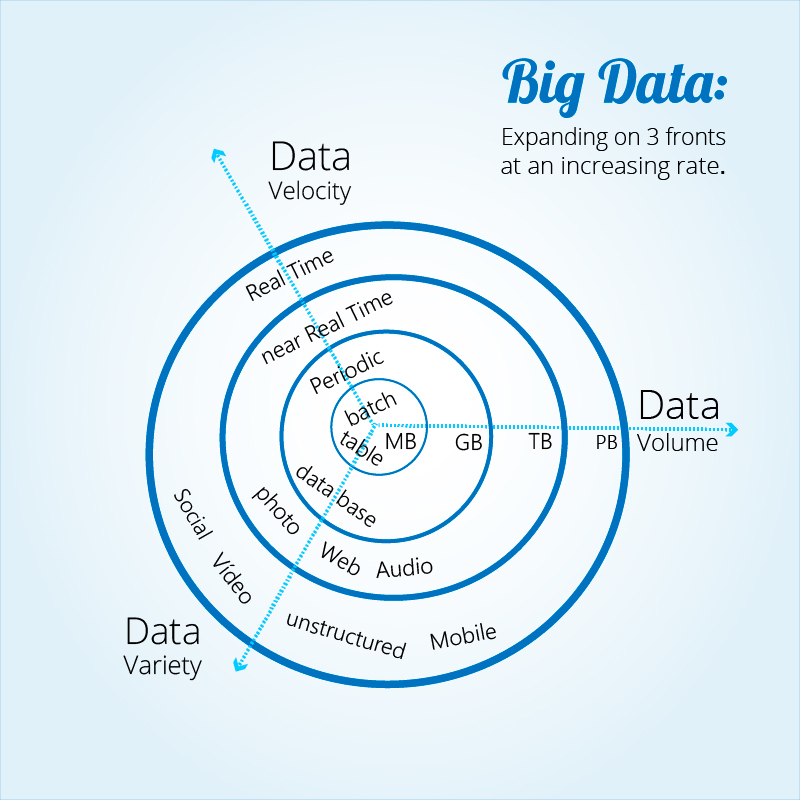 Big Data:
Expanding on 3 fronts
at an increasing rate.
Data
Velocity
Real Time
near Real Time
Periodic
batch
table
MB
GB
TB
PB
Data
Volume
data base
photo
Web
Audio
Social
Vídeo
unstructured
Mobile
Data
Variety